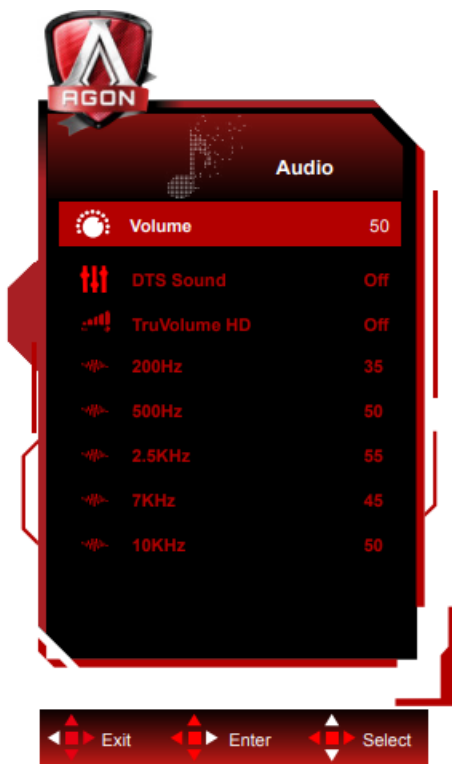 AGON
Audio
Volume 50
DTS Sound Off
TruVolume HD Off
200Hz 35
500Hz 50
2.5KHz 55
7KHz 45
10KHz 50
Exit Enter Select